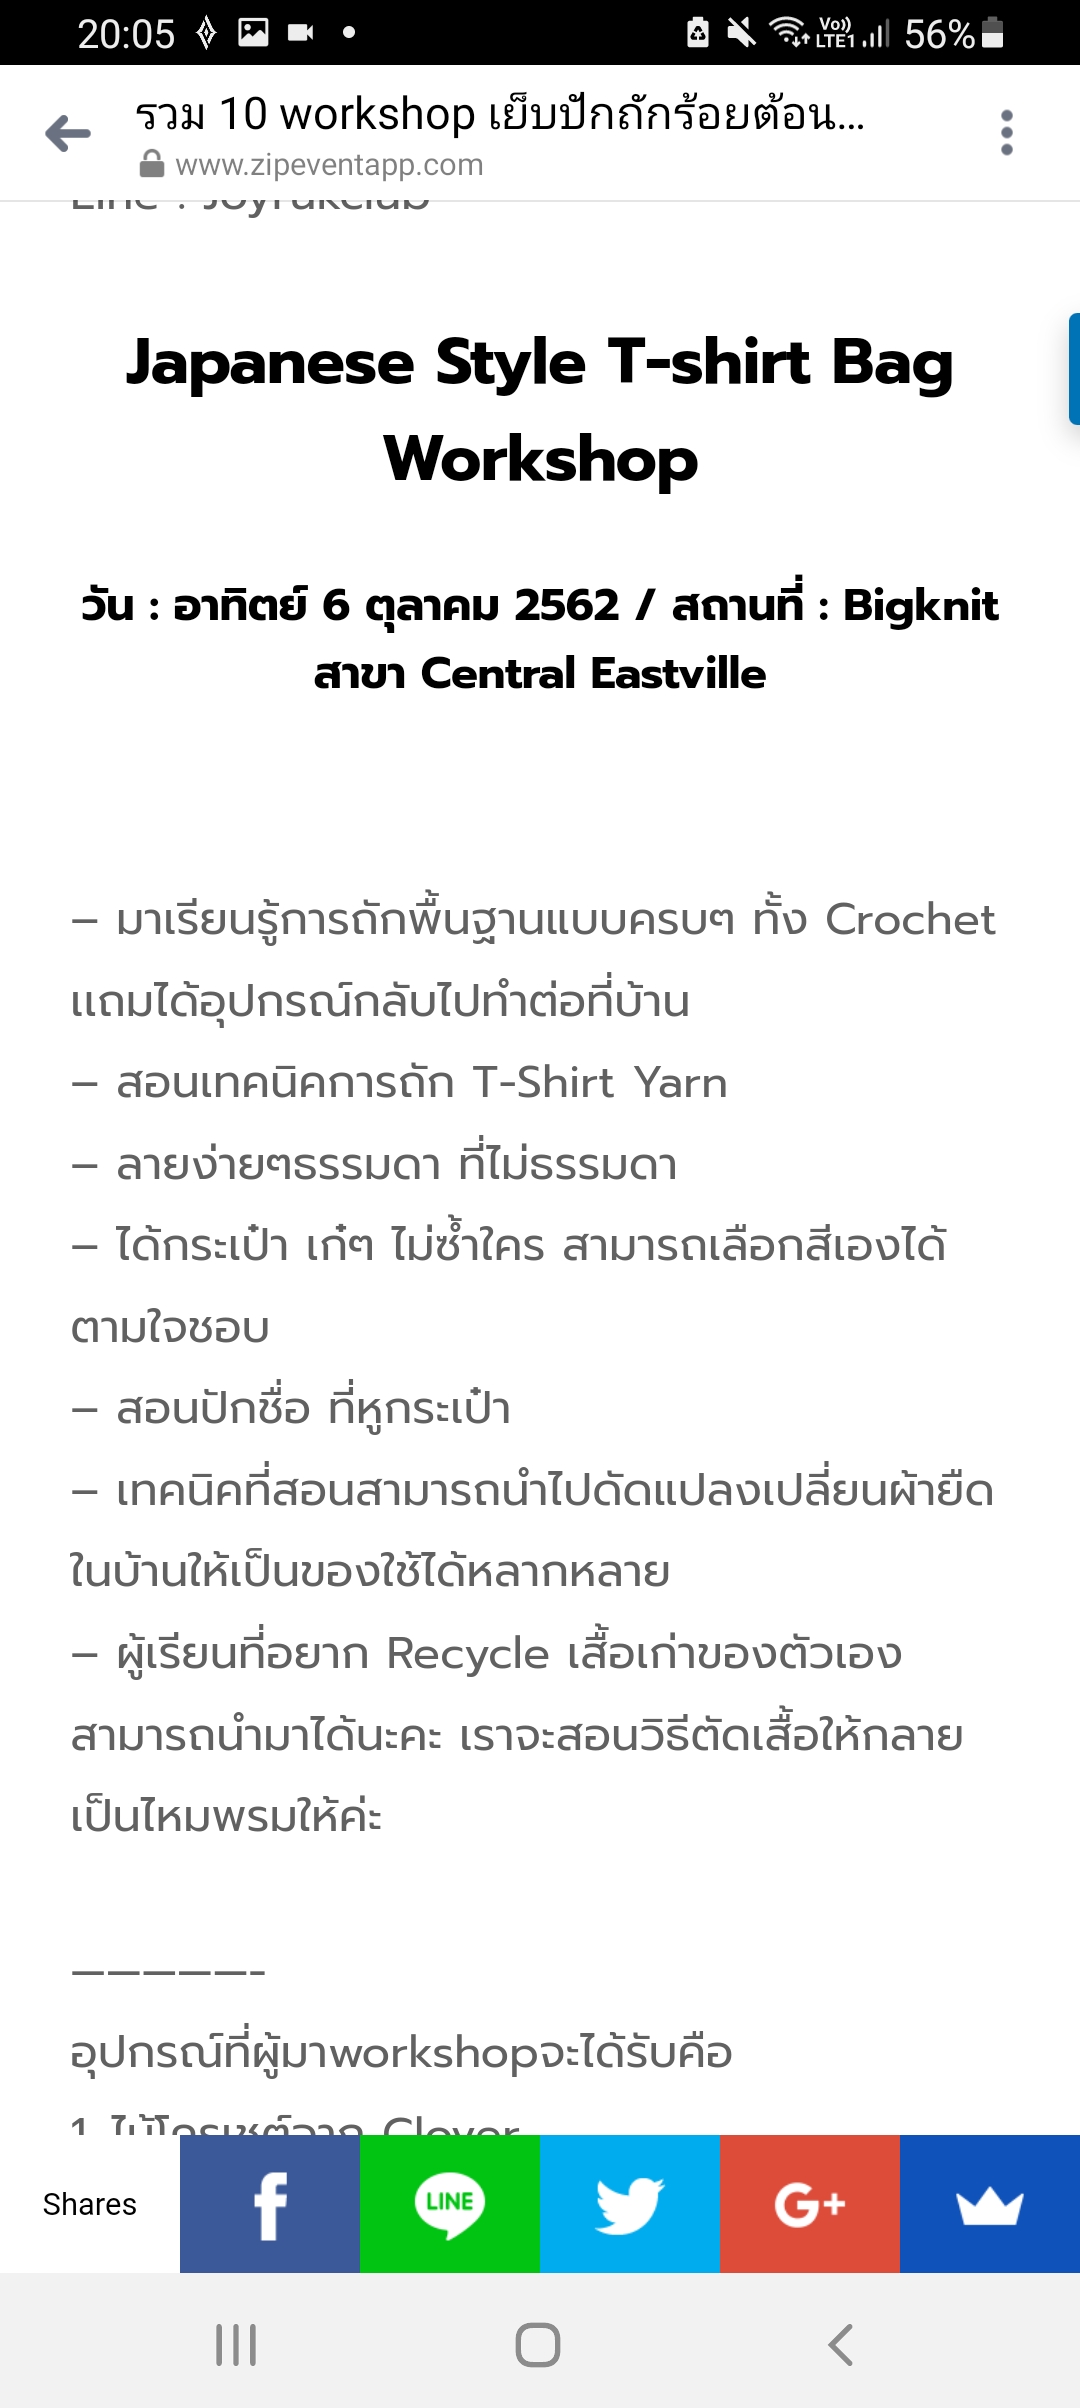 20:05
Vo))
LTE1
56%
รวม 10 workshop เย็บปักถักร้อยต้อน...
www.zipeventapp.com
Line : Joyrukclub
Japanese Style T-shirt Bag
Workshop
วัน : อาทิตย์ 6 ตุลาคม 2562 / สถานที่ : Bigknit
สาขา Central Eastville
– มาเรียนรู้การถักพื้นฐานแบบครบๆ ทั้ง Crochet
แถมได้อุปกรณ์กลับไปทำต่อที่บ้าน
– สอนเทคนิคการถัก T-Shirt Yarn
– ลายง่ายๆธรรมดา ที่ไม่ธรรมดา
– ได้กระเป๋า เก๋ๆ ไม่ซ้ำใคร สามารถเลือกสีเองได้
ตามใจชอบ
– สอนปักชื่อ ที่หูกระเป๋า
– เทคนิคที่สอนสามารถนำไปดัดแปลงเปลี่ยนผ้ายืด
ในบ้านให้เป็นของใช้ได้หลากหลาย
– ผู้เรียนที่อยาก Recycle เสื้อเก่าของตัวเอง
สามารถนำมาได้นะคะ เราจะสอนวิธีตัดเสื้อให้กลาย
เป็นไหมพรมให้ค่ะ
—————-
อุปกรณ์ที่ผู้มาworkshopจะได้รับคือ
1. ไม้โครเชต์จาก Clover
Shares
LINE
G+